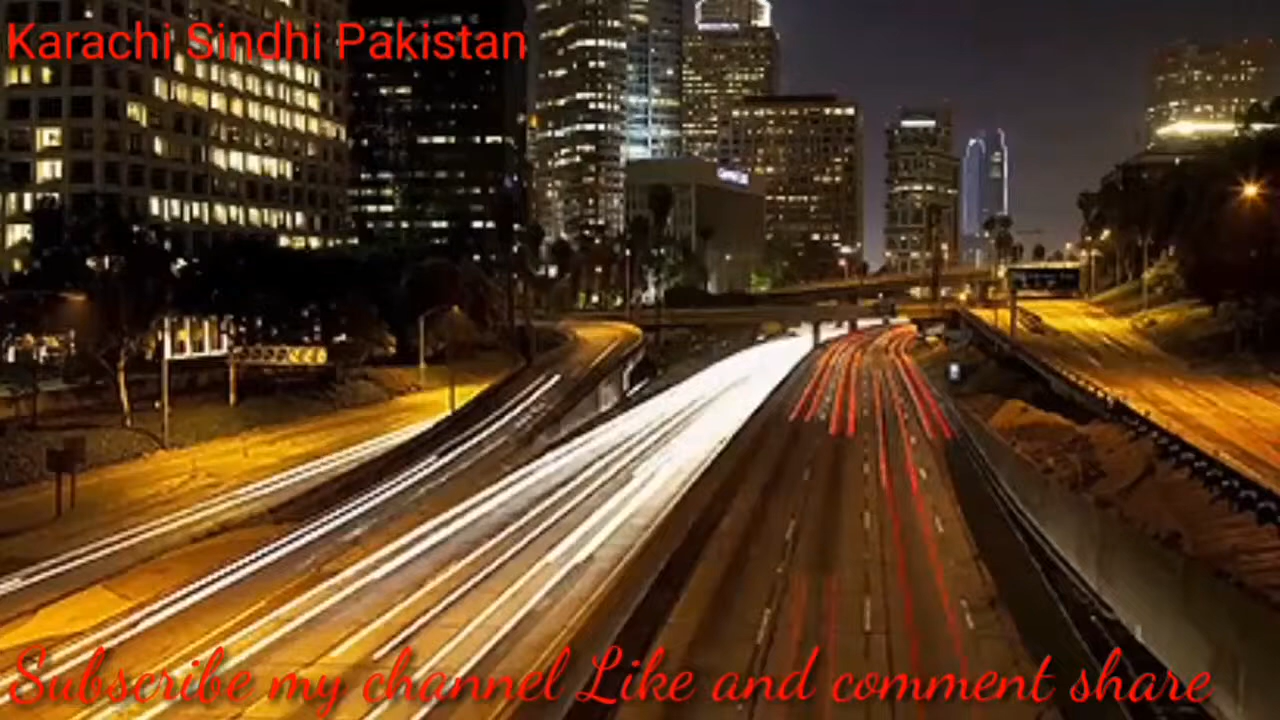 Karachi Sindhi Pakistan
Subscribe my channel Like and comment share